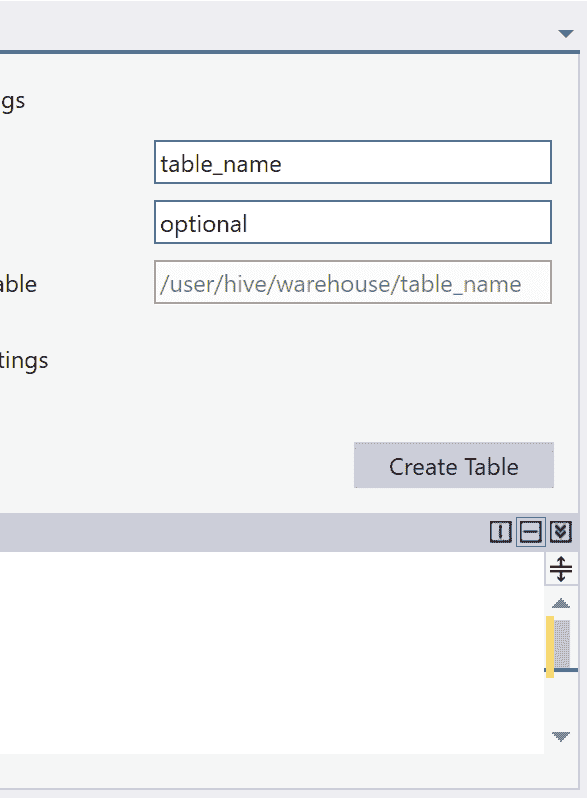 gs
table_name
optional
able
/user/hive/warehouse/table_name
tings
Create Table